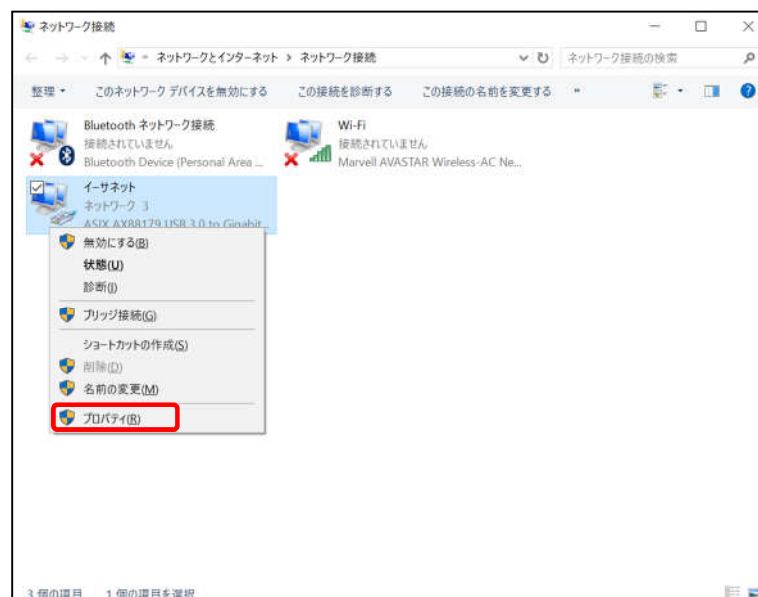 ネットワーク接続
ネットワークとインターネット › ネットワーク接続
ネットワーク接続の検索
整理 このネットワーク デバイスを無効にする この接続を診断する この接続の名前を変更する »
Bluetooth ネットワーク接続
接続されていません
Bluetooth Device (Personal Area ...
Wi-Fi
接続されていません
Marvell AVASTAR Wireless-AC Ne...
イーサネット
ネットワーク 3
ASIX AX88179 USB 3.0 to Gigabit...
無効にする(B)
状態(U)
診断(I)
ブリッジ接続(G)
ショートカットの作成(S)
削除(D)
名前の変更(M)
プロパティ(R)
3 個の項目 1 個の項目を選択